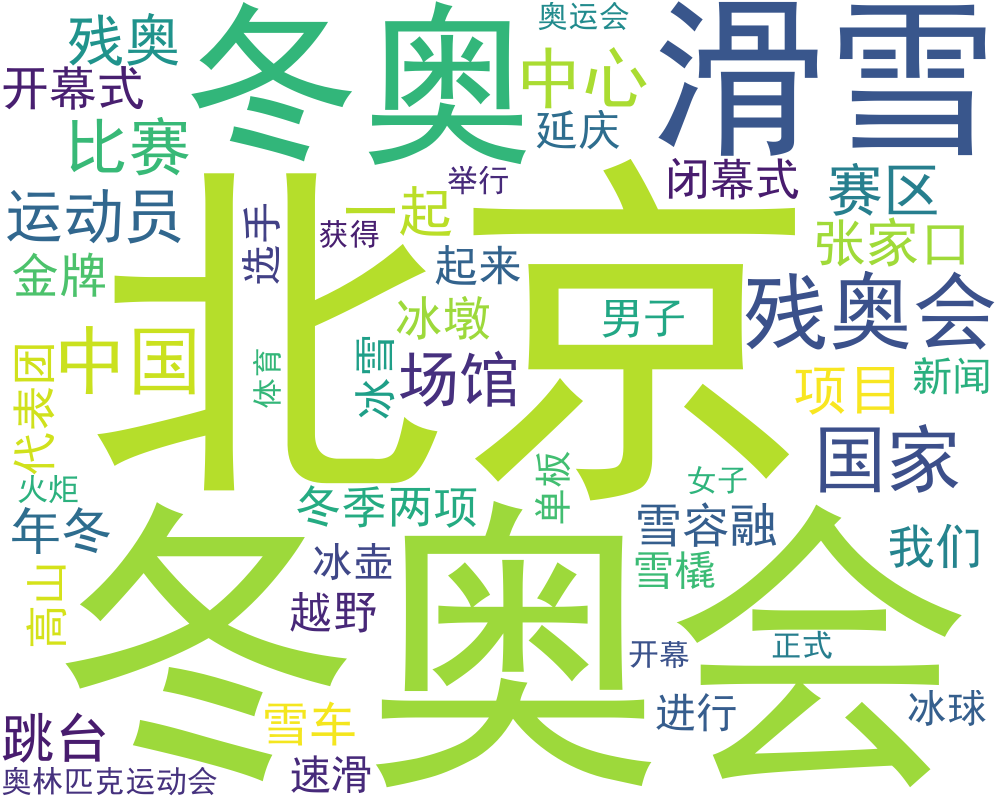 奥运会
残奥
冬奥
滑雪
中心
开幕式
延庆
比赛
闭幕式
赛区
举行
北京
运动员
一起
选手
获得
张家口
起来
金牌
残奥会
冰墩
男子
中国
冰雪
场馆
体育
项目
新闻
代表团
国家
单板
火炬
女子
冬季两项
年冬
雪容融
我们
冬奥会
冰壶
雪橇
高山
越野
正式
开幕
进行
冰球
雪车
跳台
速滑
奥林匹克运动会